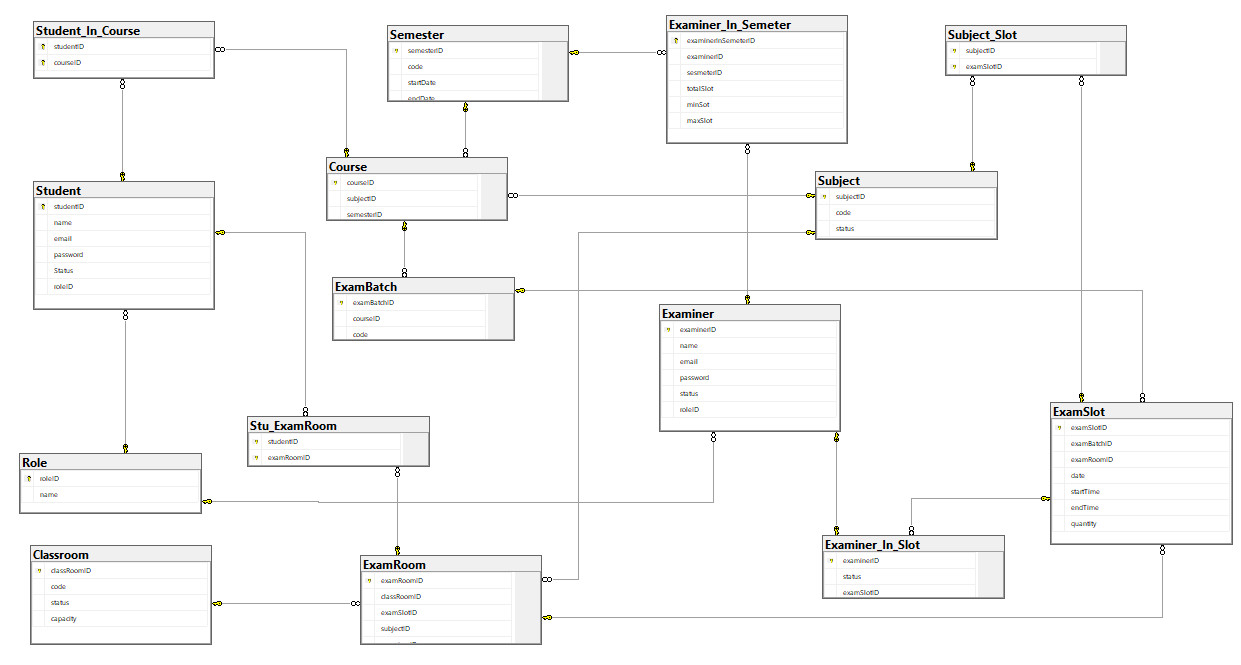 Student_In_Course
studentID
courseID
Semester
semesterID
code
startDate
endDate
Examiner_In_Semeter
examinerInSemeterID
examinerID
sesmeterID
totalSlot
minSot
maxSlot
Subject_Slot
subjectID
examSlotID
Student
studentID
name
email
password
Status
roleID
Course
courseID
subjectID
semesterID
Subject
subjectID
code
status
ExamBatch
examBatchID
courseID
code
Examiner
examinerID
name
email
password
status
roleID
Stu_ExamRoom
studentID
examRoomID
ExamSlot
examSlotID
examBatchID
examRoomID
date
startTime
endTime
quantity
Role
roleID
name
Classroom
classRoomID
code
status
capacity
ExamRoom
examRoomID
classRoomID
examSlotID
subjectID
Examiner_In_Slot
examinerID
status
examSlotID